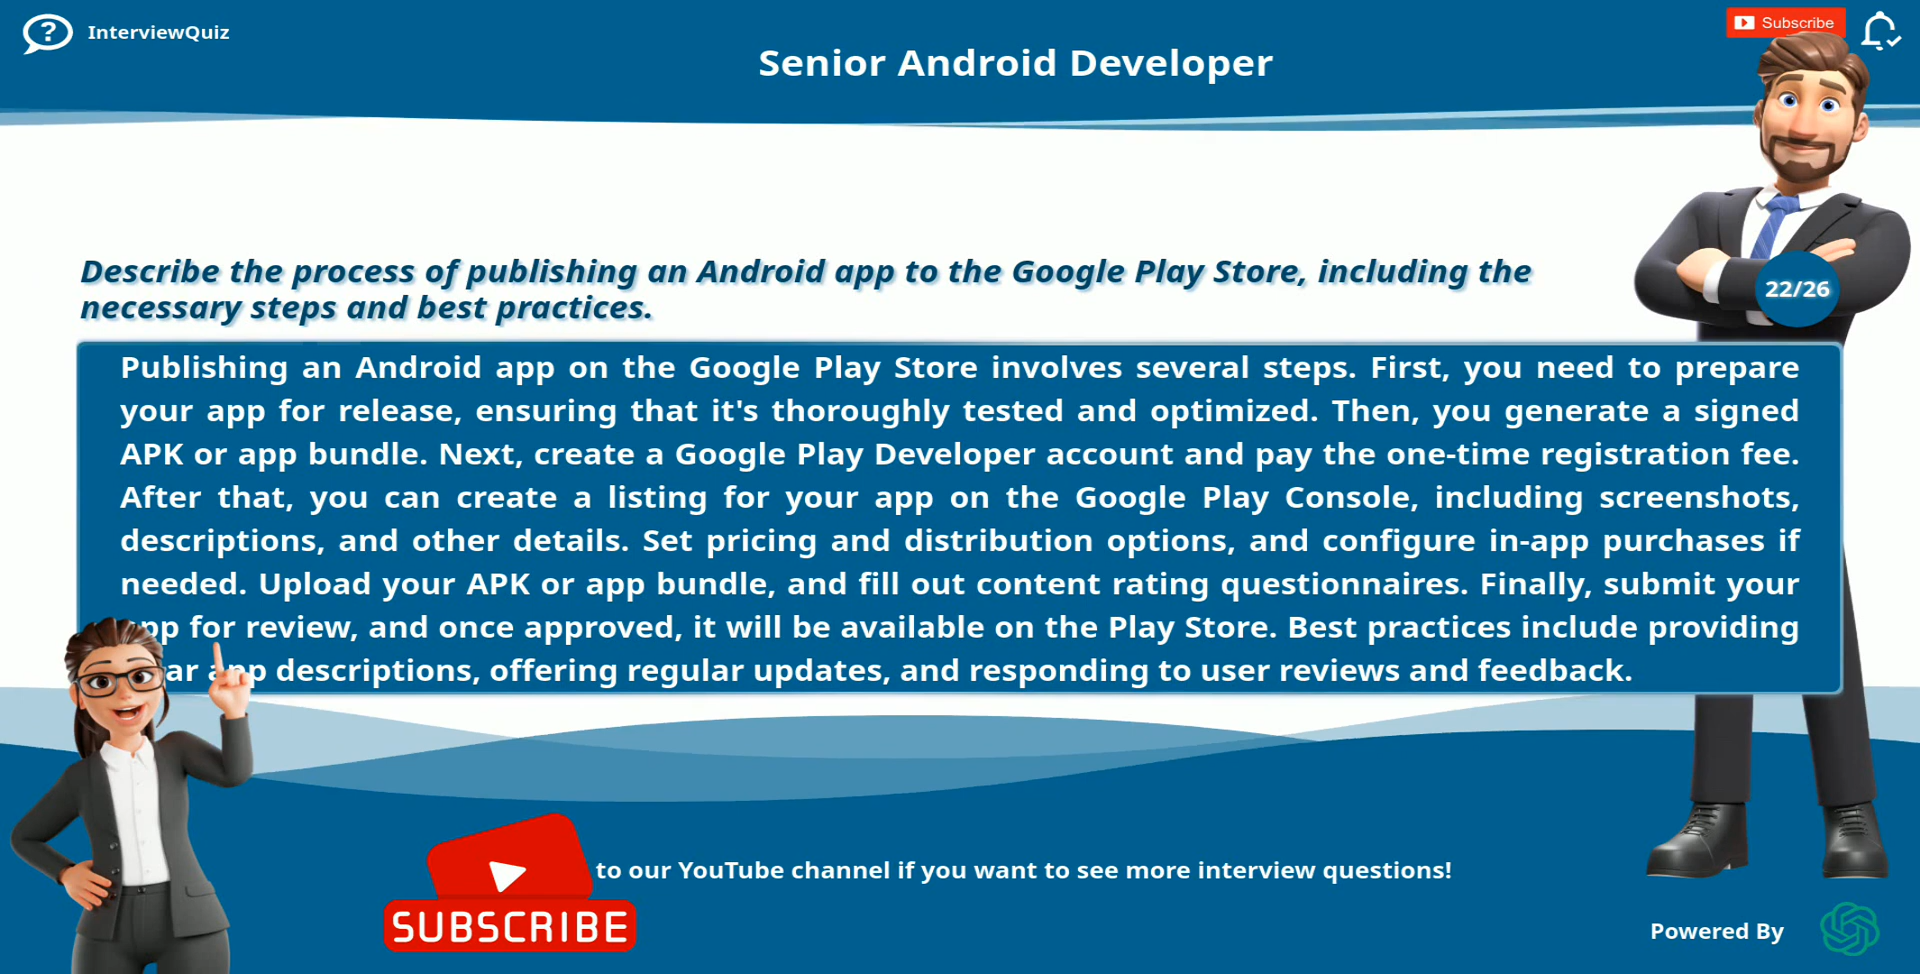 InterviewQuiz
Subscribe
Senior Android Developer
Describe the process of publishing an Android app to the Google Play Store, including the
necessary steps and best practices.
22/26
Publishing an Android app on the Google Play Store involves several steps. First, you need to prepare
your app for release, ensuring that it's thoroughly tested and optimized. Then, you generate a signed
APK or app bundle. Next, create a Google Play Developer account and pay the one-time registration fee.
After that, you can create a listing for your app on the Google Play Console, including screenshots,
descriptions, and other details. Set pricing and distribution options, and configure in-app purchases if
needed. Upload your APK or app bundle, and fill out content rating questionnaires. Finally, submit your
app for review, and once approved, it will be available on the Play Store. Best practices include providing
app descriptions, offering regular updates, and responding to user reviews and feedback.
to our YouTube channel if you want to see more interview questions!
SUBSCRIBE
Powered By